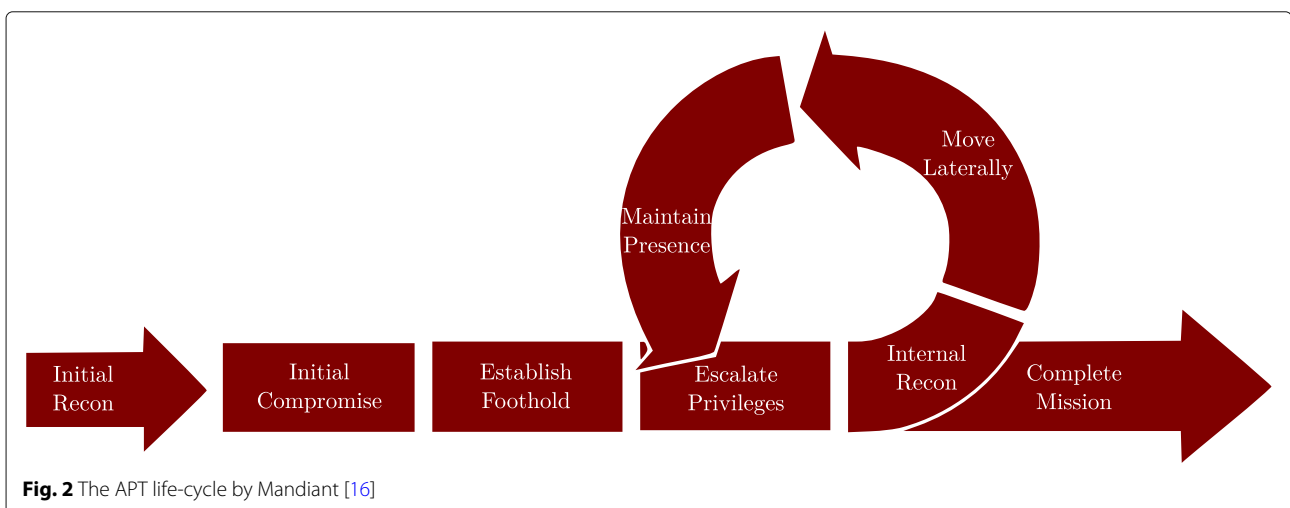 Move
Laterally
Maintain
Presence
Initial
Recon
Initial
Compromise
Establish
Foothold
Escalate
Privileges
Internal
Recon
Complete
Mission
Fig. 2 The APT life-cycle by Mandiant [16]